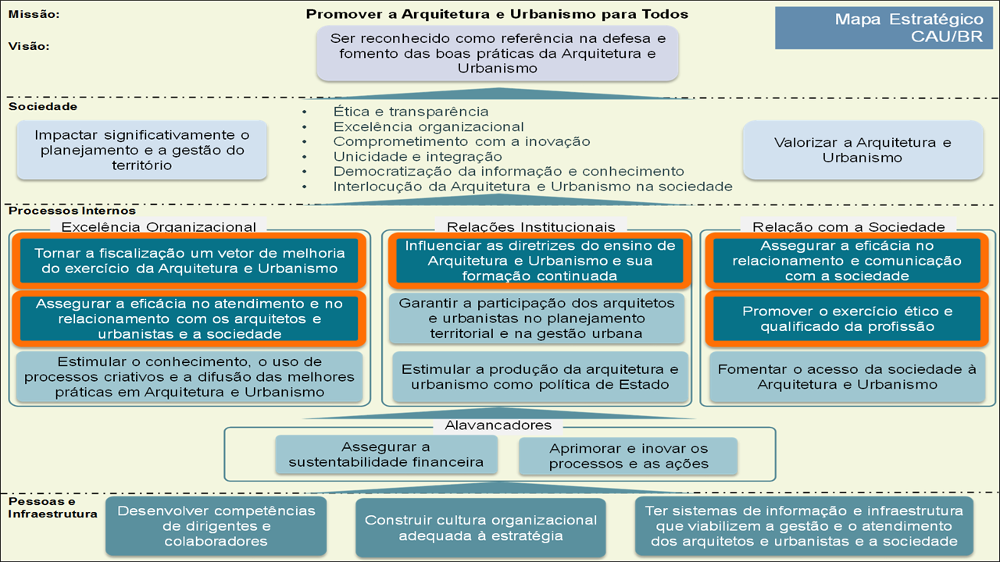 Missão:
Promover a Arquitetura e Urbanismo para Todos
Mapa Estratégico
CAU/BR
Visão:
Ser reconhecido como referência na defesa e
fomento das boas práticas da Arquitetura e
Urbanismo
Sociedade
Impactar significativamente o
planejamento e a gestão do
território
• Ética e transparência
• Excelência organizacional
• Comprometimento com a inovação
• Unicidade e integração
• Democratização da informação e conhecimento
• Interlocução da Arquitetura e Urbanismo na sociedade
Valorizar a Arquitetura e
Urbanismo
Processos Internos
Excelência Organizacional
Tornar a fiscalização um vetor de melhoria
do exercício da Arquitetura e Urbanismo
Assegurar a eficácia no atendimento e no
relacionamento com os arquitetos e
urbanistas e a sociedade
Estimular o conhecimento, o uso de
processos criativos e a difusão das melhores
práticas em Arquitetura e Urbanismo
Relações Institucionais
Influenciar as diretrizes do ensino de
Arquitetura e Urbanismo e sua
formação continuada
Garantir a participação dos arquitetos
e urbanistas no planejamento
territorial e na gestão urbana
Estimular a produção da arquitetura e
urbanismo como política de Estado
Relação com a Sociedade
Assegurar a eficácia no
relacionamento e comunicação
com a sociedade
Promover o exercício ético e
qualificado da profissão
Fomentar o acesso da sociedade à
Arquitetura e Urbanismo
Alavancadores
Assegurar a
sustentabilidade financeira
Aprimorar e inovar os
processos e as ações
Pessoas e
Infraestrutura
Desenvolver competências
de dirigentes e
colaboradores
Construir cultura organizacional
adequada à estratégia
Ter sistemas de informação e infraestrutura
que viabilizem a gestão e o atendimento
dos arquitetos e urbanistas e a sociedade